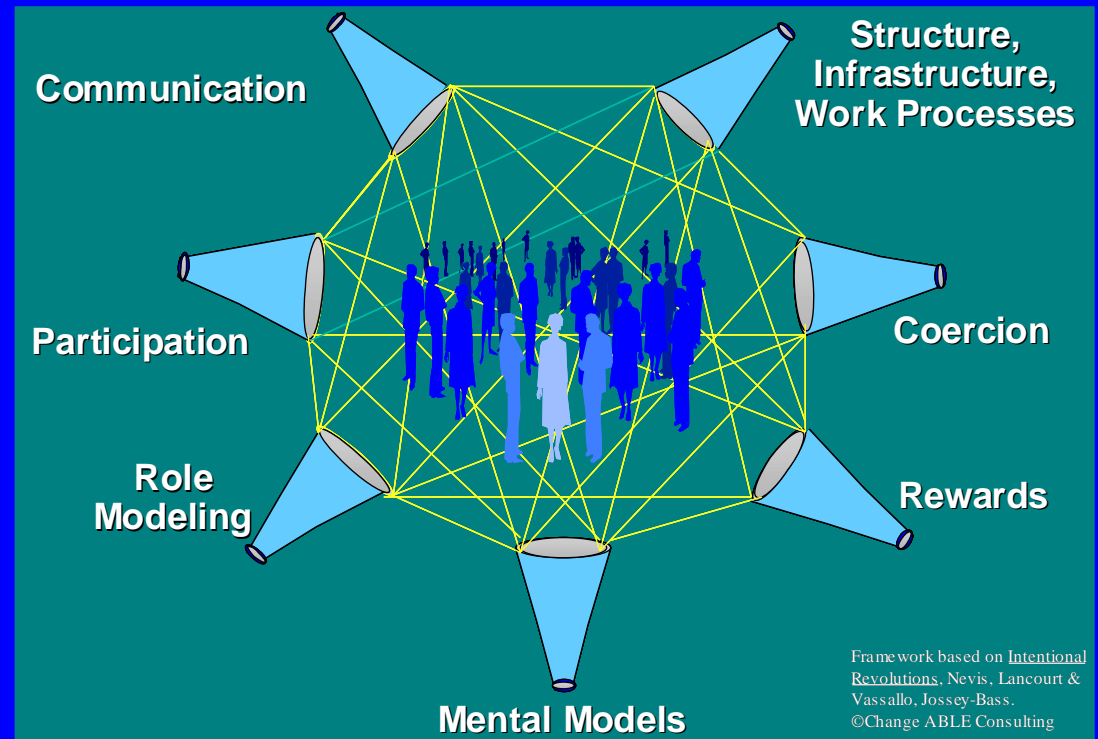 Communication
Structure,
Infrastructure,
Work Processes
Participation
Coercion
Role
Modeling
Rewards
Mental Models
Framework based on Intentional
Revolutions, Nevis, Lancourt &
Vassallo, Jossey-Bass.
©Change ABLE Consulting